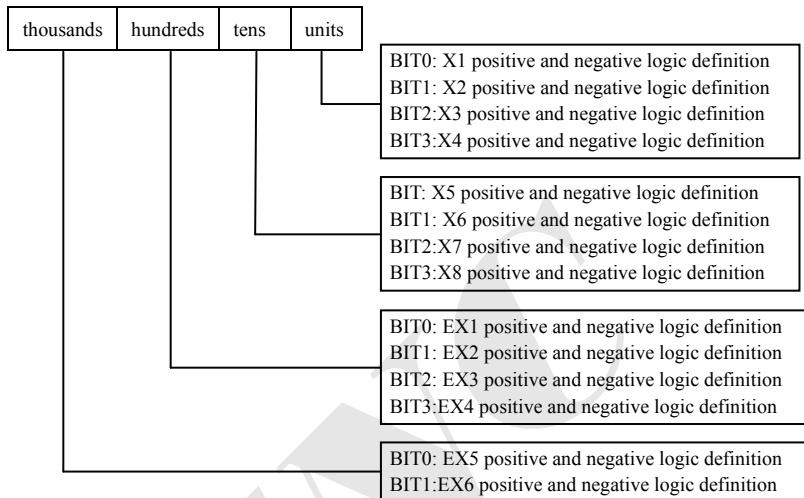 thousands hundreds tens units
BIT0: X1 positive and negative logic definition
BIT1: X2 positive and negative logic definition
BIT2:X3 positive and negative logic definition
BIT3:X4 positive and negative logic definition
BIT: X5 positive and negative logic definition
BIT1: X6 positive and negative logic definition
BIT2:X7 positive and negative logic definition
BIT3:X8 positive and negative logic definition
BIT0: EX1 positive and negative logic definition
BIT1: EX2 positive and negative logic definition
BIT2: EX3 positive and negative logic definition
BIT3:EX4 positive and negative logic definition
BIT0: EX5 positive and negative logic definition
BIT1:EX6 positive and negative logic definition